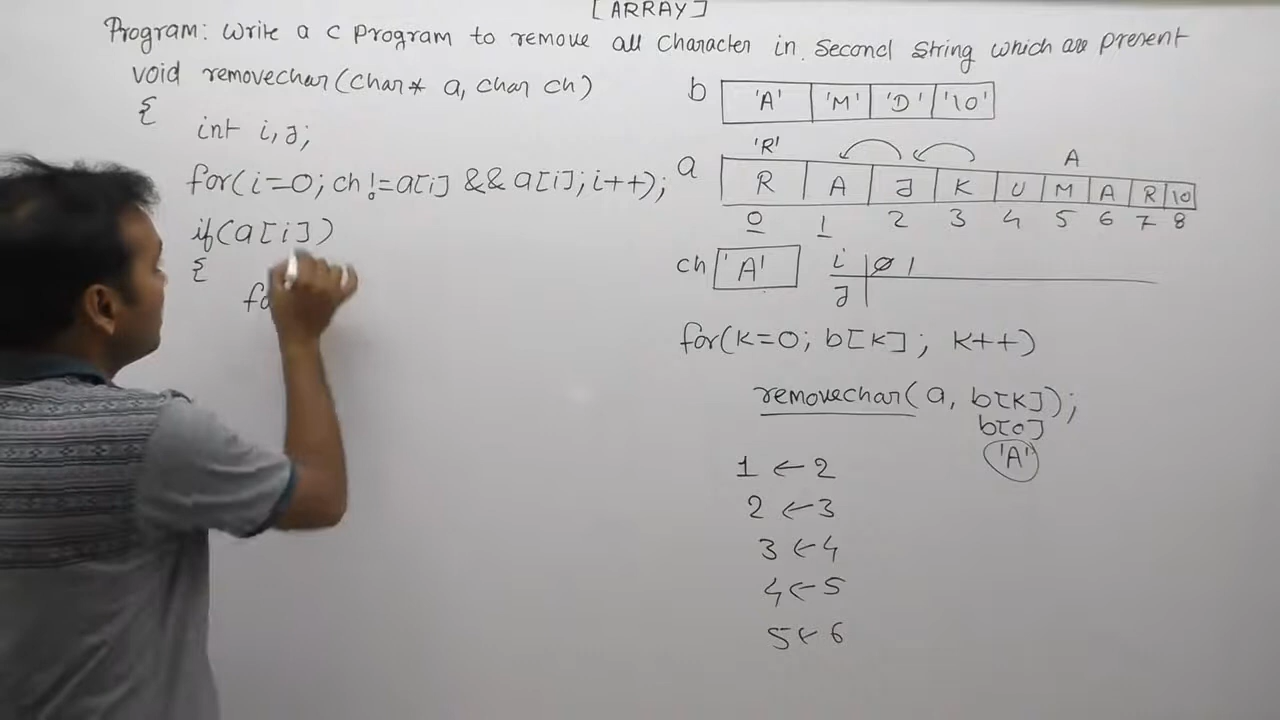 [ARRAY]
Program: Write a c program to remove all character in second string which are present
void removechar(char* a, char ch)
{
int i,j;
for(i=0; ch!=a[i] && a[i]; i++);
if(a[i])
{
fo
b 'A' 'M' 'D' '\0'
'R' A
a R A J K U M A R \0
0 1 2 3 4 5 6 7 8
ch 'A'
i 0 1
j
for(k=0; b[k]; k++)
removechar(a, b[k]);
b[0]
'A'
1 ← 2
2 ← 3
3 ← 4
4 ← 5
5 ← 6